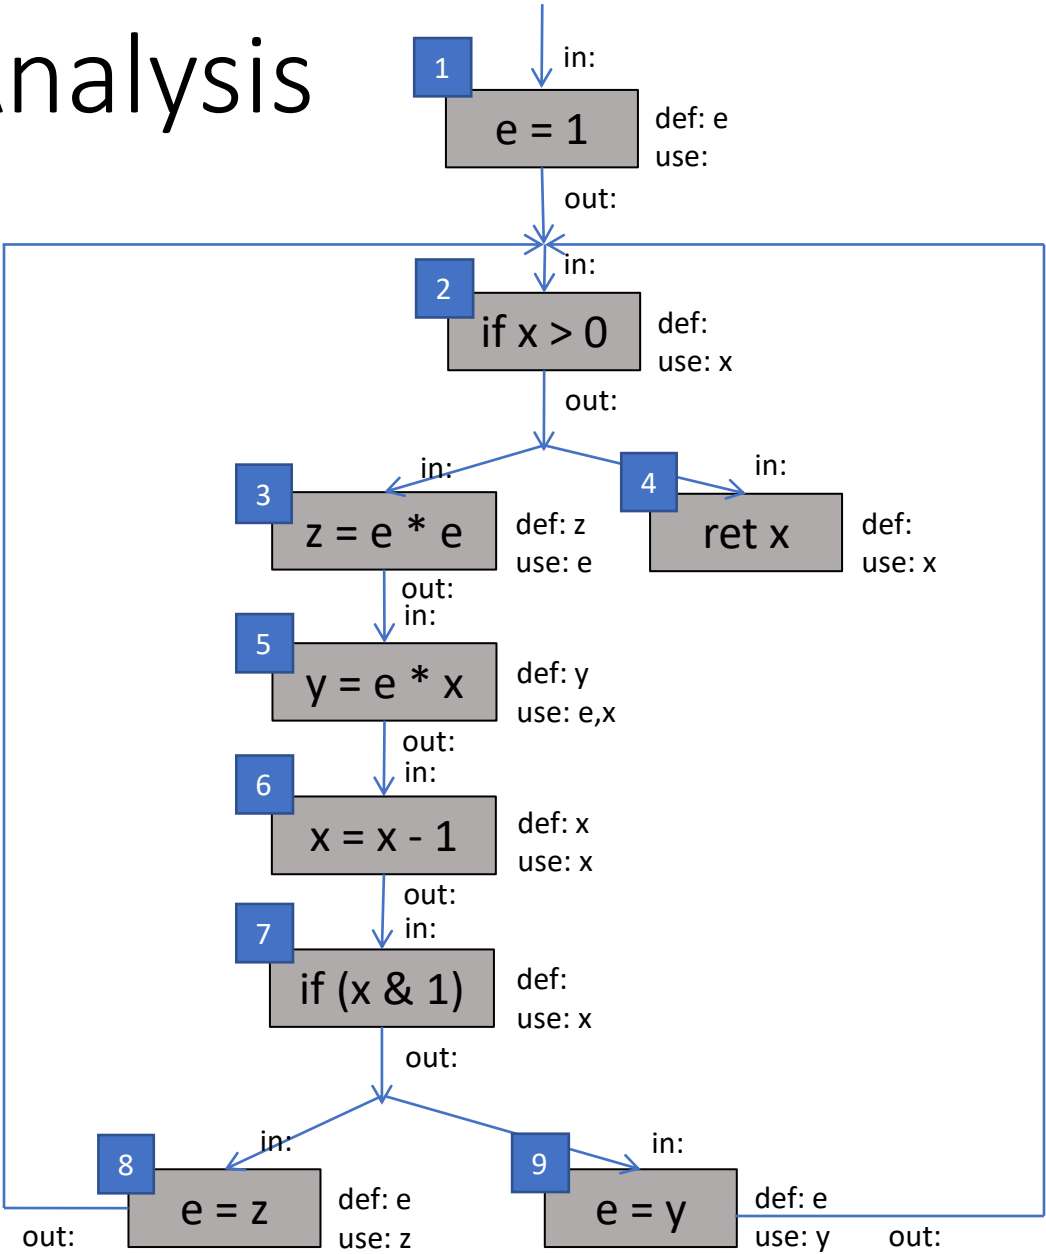 nalysis
in:
1
e = 1
def: e
use:
out:
in:
2
if x > 0
def:
use: x
out:
in:
3
z = e * e
def: z
use: e
out:
in:
4
ret x
def:
use: x
in:
5
y = e * x
def: y
use: e,x
out:
in:
6
x = x - 1
def: x
use: x
out:
in:
7
if (x & 1)
def:
use: x
out:
in:
8
e = z
def: e
use: z
out:
in:
9
e = y
def: e
use: y
out: